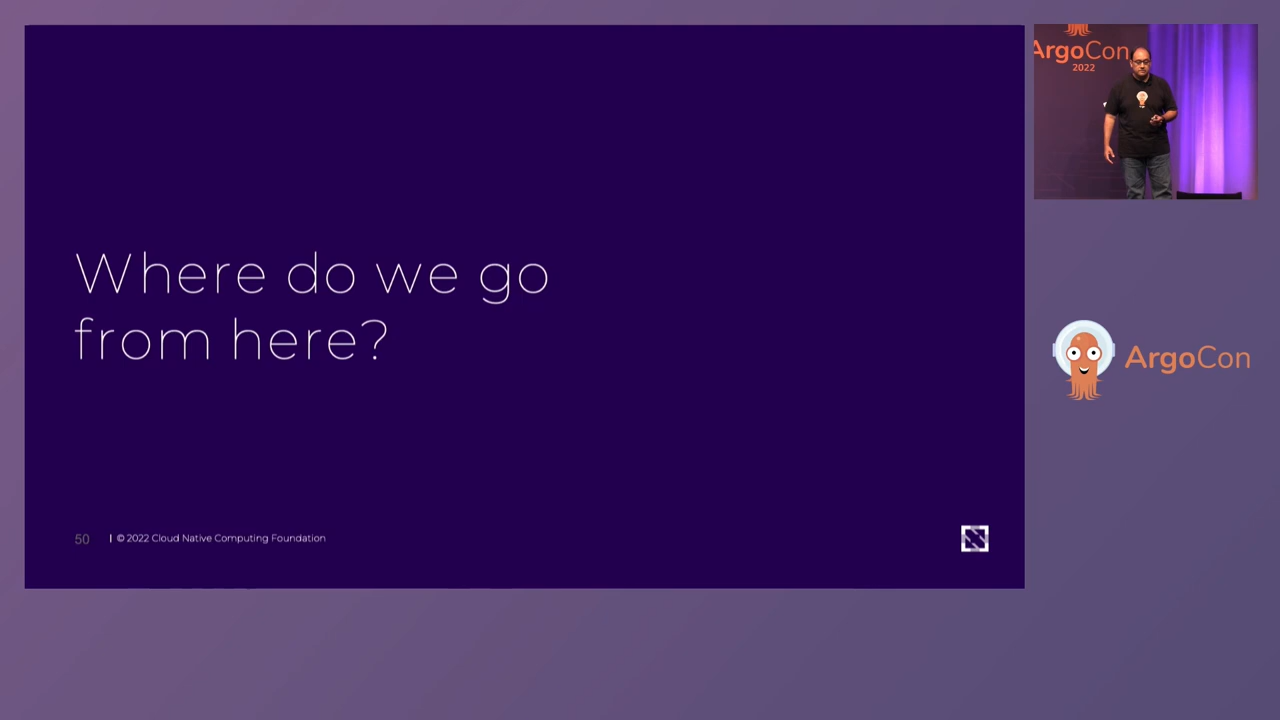 Where do we go
from here?
50 | © 2022 Cloud Native Computing Foundation
ArgoCon
2022
ArgoCon